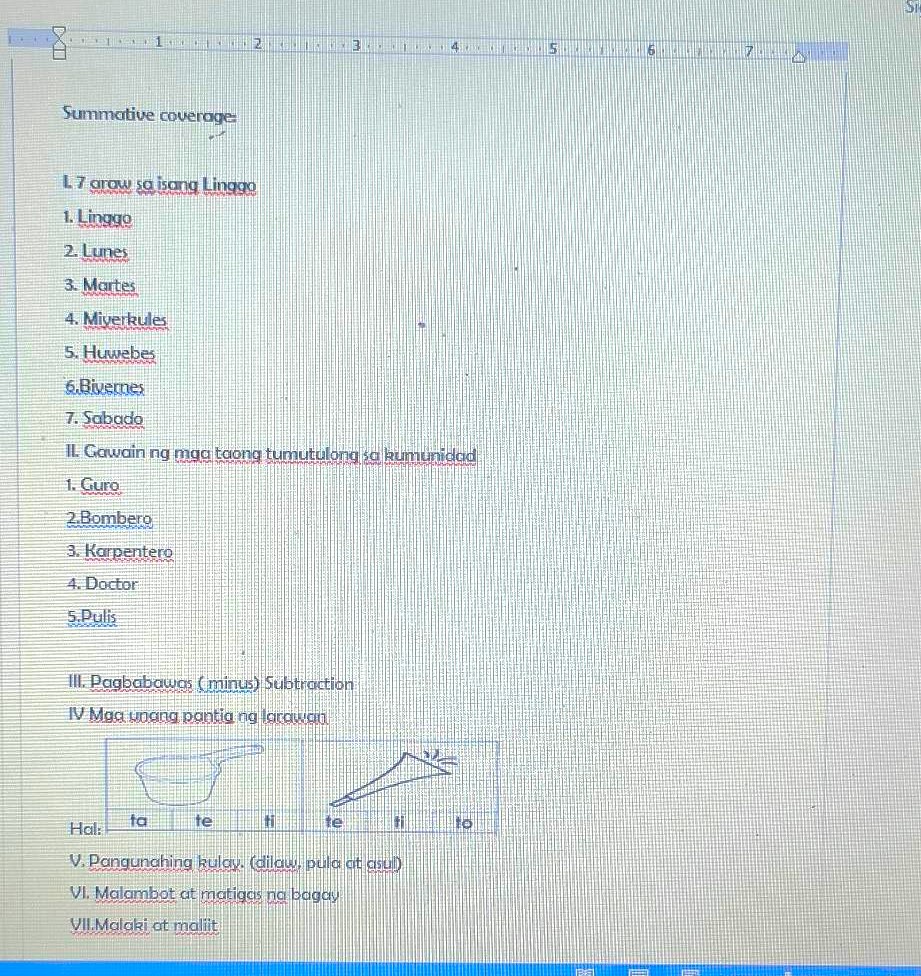 1 2 3 4 5 6 7
Summative coverage:
I. 7 araw sa isang Linggo
1. Linggo
2. Lunes
3. Martes
4. Miyerkules
5. Huwebes
6.Biyernes
7. Sabado
II. Gawain ng mga taong tumutulong sa kumunidad
1. Guro
2.Bombero
3. Karpentero
4. Doctor
5.Pulis
III. Pagbabawas ( minus) Subtraction
IV Mga unang pantig ng larawan
Hal: ta te ti te ti to
V. Pangunahing kulay. (dilaw, pula at asul)
VI. Malambot at matigas na bagay
VII.Malaki at maliit